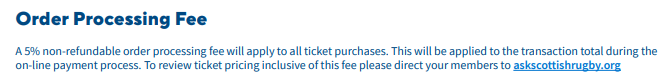 Order Processing Fee
A 5% non-refundable order processing fee will apply to all ticket purchases. This will be applied to the transaction total during the
on-line payment process. To review ticket pricing inclusive of this fee please direct your members to askscottishrugby.org